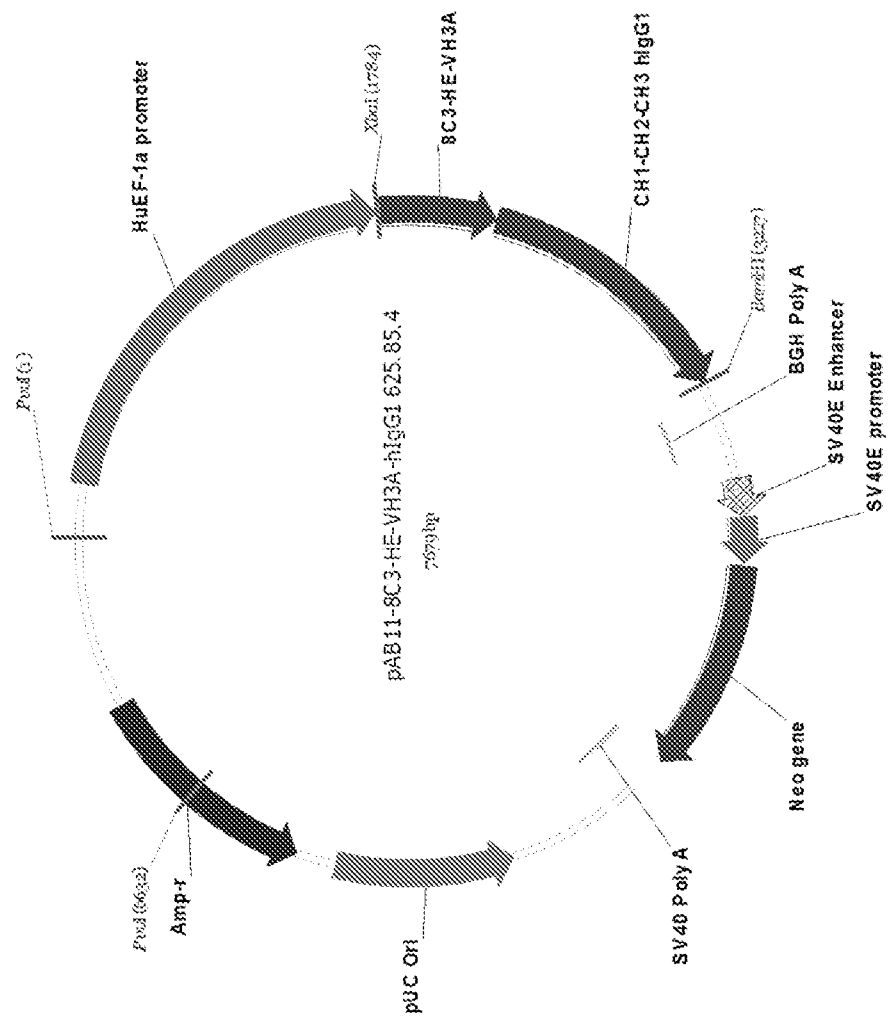 PvuI (1)
HuEF-1a promoter
XbaI (1784)
8C3-HE-VH3A
CH1-CH2-CH3 hIgG1
BamHI (3227)
BGH Poly A
SV40E Enhancer
SV40E promoter
Neo gene
SV40 Poly A
pUC Ori
Amp-r
PvuI (6632)
pAB11-8C3-HE-VH3A-hIgG1 625.85.4
7679 bp